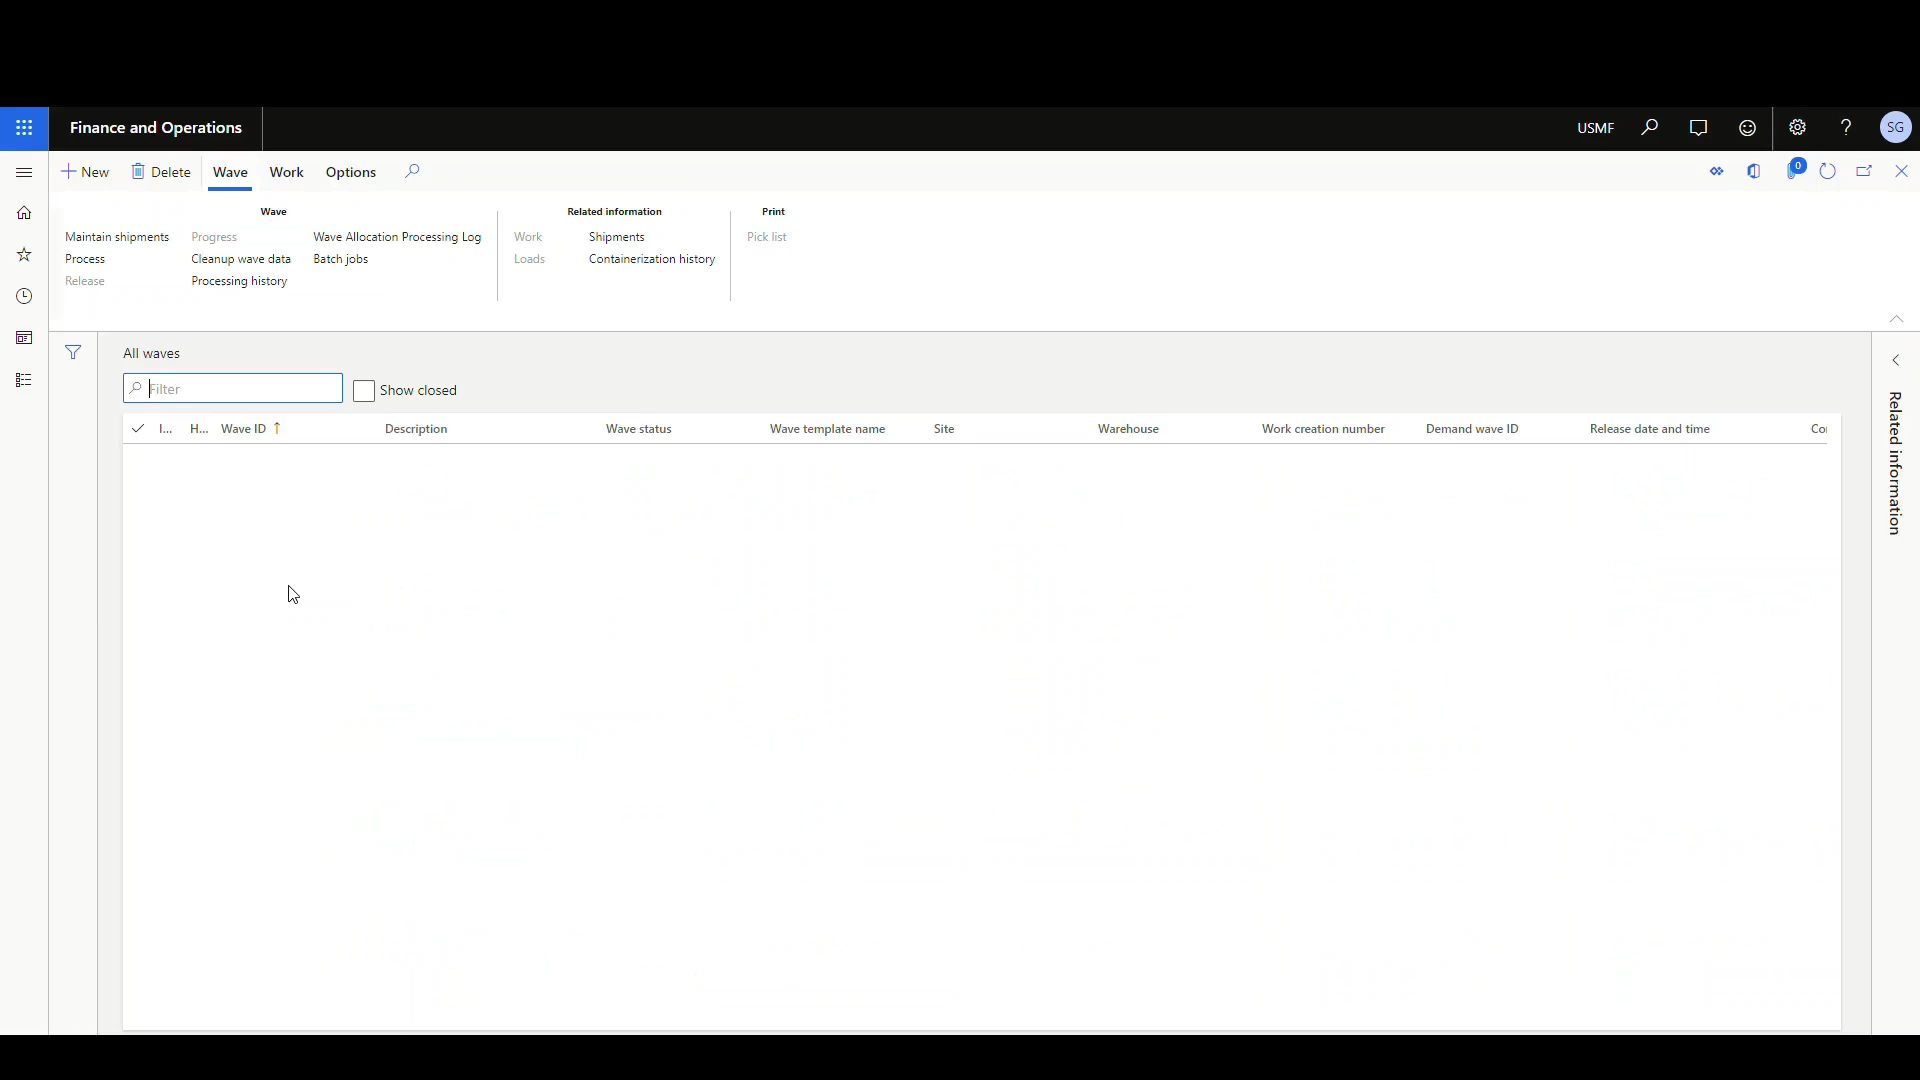 Finance and Operations
USMF
?
SG
New
Delete
Wave
Work
Options
0
Wave
Related information
Print
Maintain shipments
Progress
Wave Allocation Processing Log
Work
Shipments
Pick list
Process
Cleanup wave data
Batch jobs
Loads
Containerization history
Release
Processing history
All waves
Filter
Show closed
I...
H...
Wave ID ↑
Description
Wave status
Wave template name
Site
Warehouse
Work creation number
Demand wave ID
Release date and time
Related information